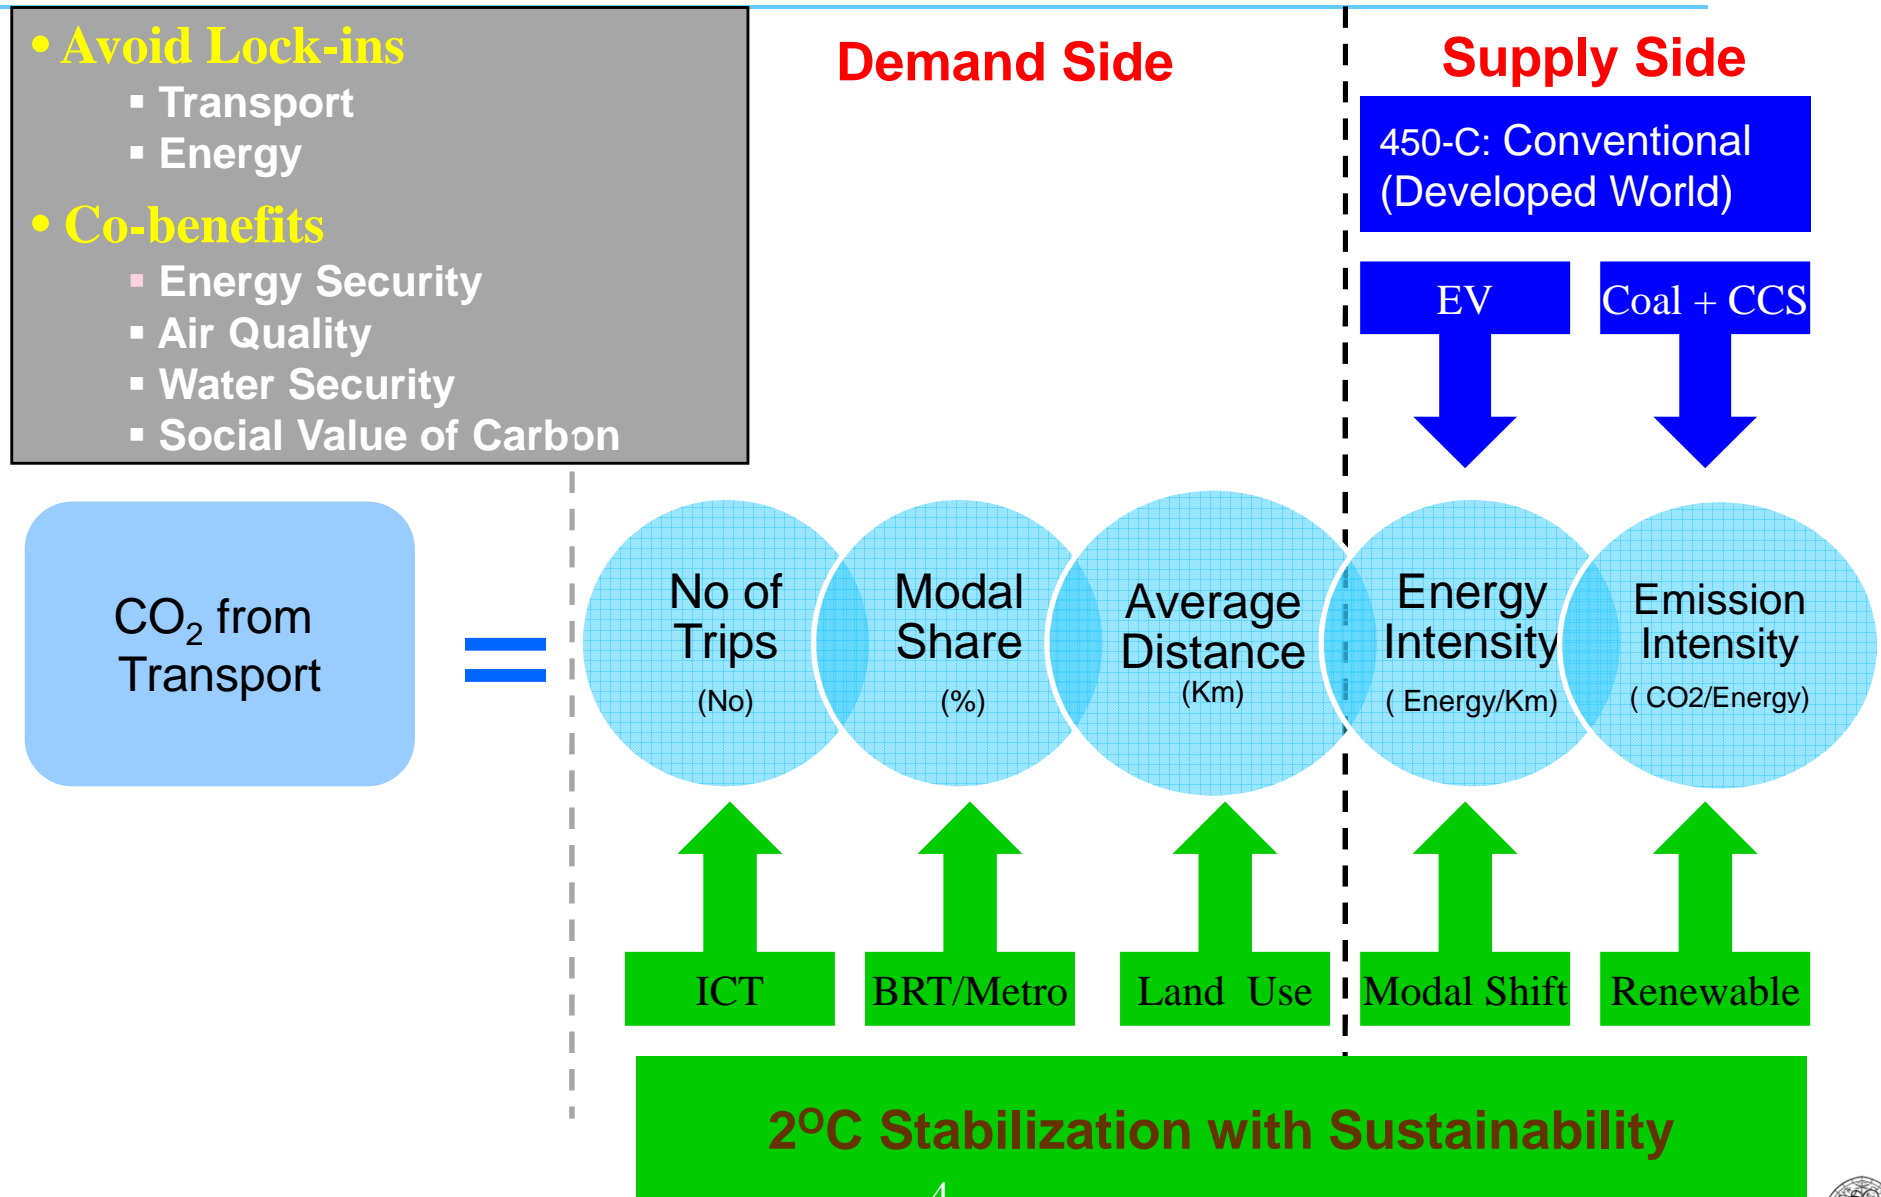 • Avoid Lock-ins
▪ Transport
▪ Energy
• Co-benefits
▪ Energy Security
▪ Air Quality
▪ Water Security
▪ Social Value of Carbon
Demand Side
Supply Side
450-C: Conventional
(Developed World)
EV
Coal + CCS
CO₂ from
Transport
=
No of
Trips
(No)
Modal
Share
(%)
Average
Distance
(Km)
Energy
Intensity
( Energy/Km)
Emission
Intensity
( CO2/Energy)
ICT
BRT/Metro
Land Use
Modal Shift
Renewable
2ᴼC Stabilization with Sustainability
4